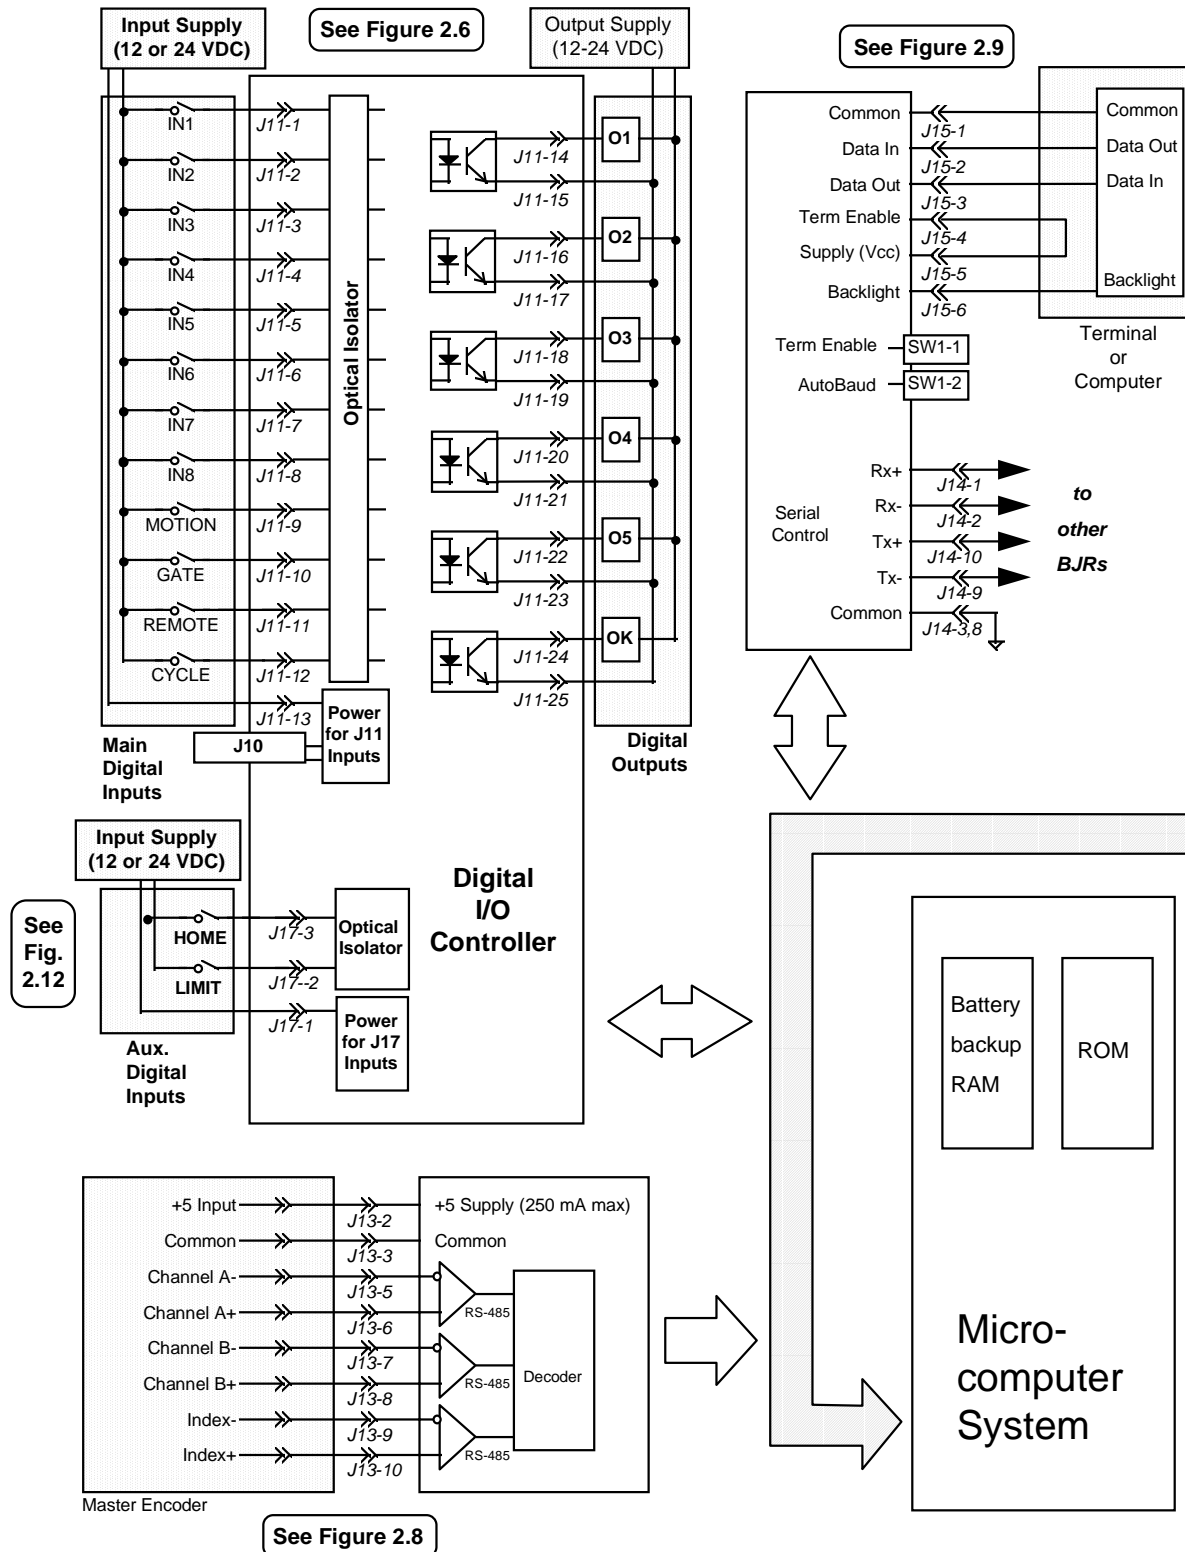 Input Supply
(12 or 24 VDC)
See Figure 2.6
Output Supply
(12-24 VDC)
IN1
J11-1
IN2
J11-2
IN3
J11-3
IN4
J11-4
IN5
J11-5
IN6
J11-6
IN7
J11-7
IN8
J11-8
MOTION
J11-9
GATE
J11-10
REMOTE
J11-11
CYCLE
J11-12
J11-13
Optical Isolator
Power
for J11
Inputs
J10
Main
Digital
Inputs
J11-14
O1
J11-15
J11-16
O2
J11-17
J11-18
O3
J11-19
J11-20
O4
J11-21
J11-22
O5
J11-23
J11-24
OK
J11-25
Digital
Outputs
Input Supply
(12 or 24 VDC)
See
Fig.
2.12
HOME
J17-3
LIMIT
J17--2
J17-1
Optical
Isolator
Power
for J17
Inputs
Aux.
Digital
Inputs
Digital
I/O
Controller
See Figure 2.9
Common
J15-1
Common
Data In
J15-2
Data Out
Data Out
J15-3
Data In
Term Enable
J15-4
Supply (Vcc)
J15-5
Backlight
J15-6
Backlight
Terminal
or
Computer
Term Enable
SW1-1
AutoBaud
SW1-2
Serial
Control
Rx+
J14-1
Rx-
J14-2
Tx+
J14-10
Tx-
J14-9
Common
J14-3,8
to
other
BJRs
Battery
backup
RAM
ROM
Micro-
computer
System
+5 Input
J13-2
+5 Supply (250 mA max)
Common
J13-3
Common
Channel A-
J13-5
Channel A+
J13-6
RS-485
Channel B-
J13-7
Channel B+
J13-8
RS-485
Index-
J13-9
Index+
J13-10
RS-485
Decoder
Master Encoder
See Figure 2.8